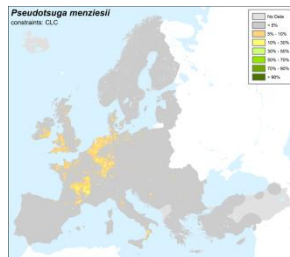 Pseudotsuga menziesii
constraints: CLC
No Data
< 5%
5% - 10%
10% - 30%
30% - 50%
50% - 70%
70% - 90%
> 90%